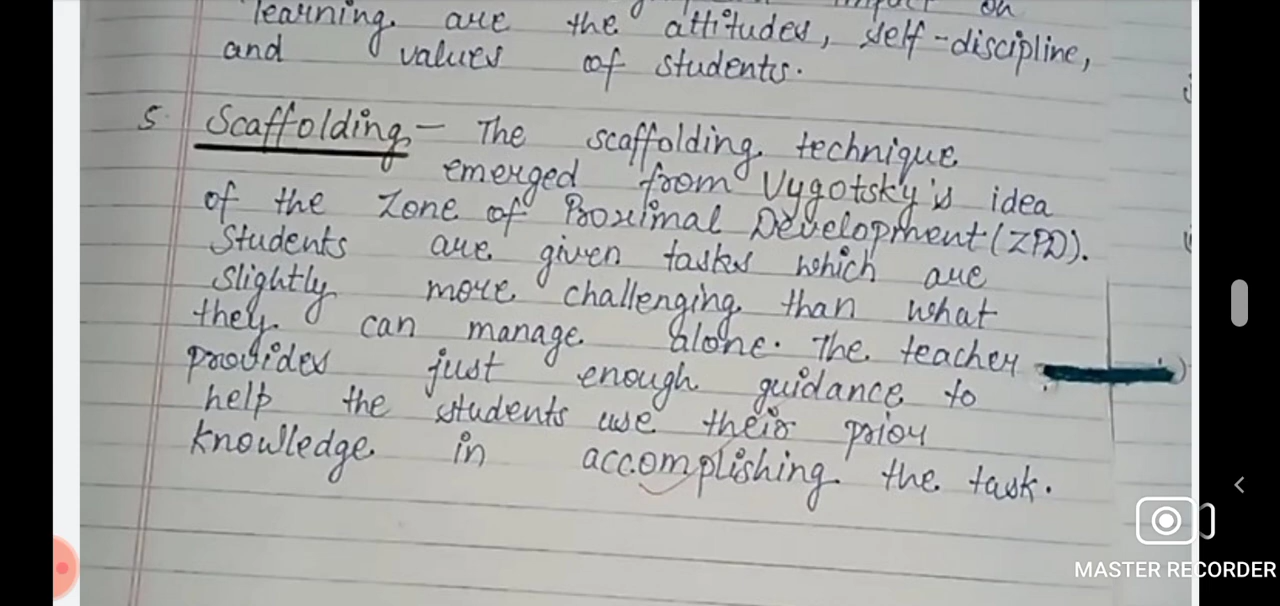 learning are the attitudes, self-discipline,
and values of students.
5. Scaffolding - The scaffolding technique
emerged from Vygotsky's idea
of the Zone of Proximal Development (ZPD).
Students are given tasks which are
slightly more challenging than what
they can manage alone. The teacher
provides just enough guidance to
help the students use their prior
knowledge in accomplishing the task.
MASTER RECORDER